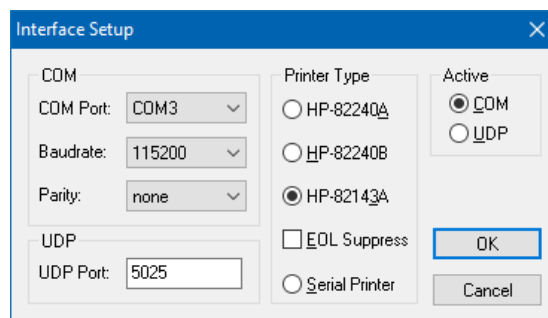 Interface Setup
COM
COM Port: COM3
Baudrate: 115200
Parity: none
UDP
UDP Port: 5025
Printer Type
HP-82240A
HP-82240B
HP-82143A
EOL Suppress
Serial Printer
Active
COM
UDP
OK
Cancel